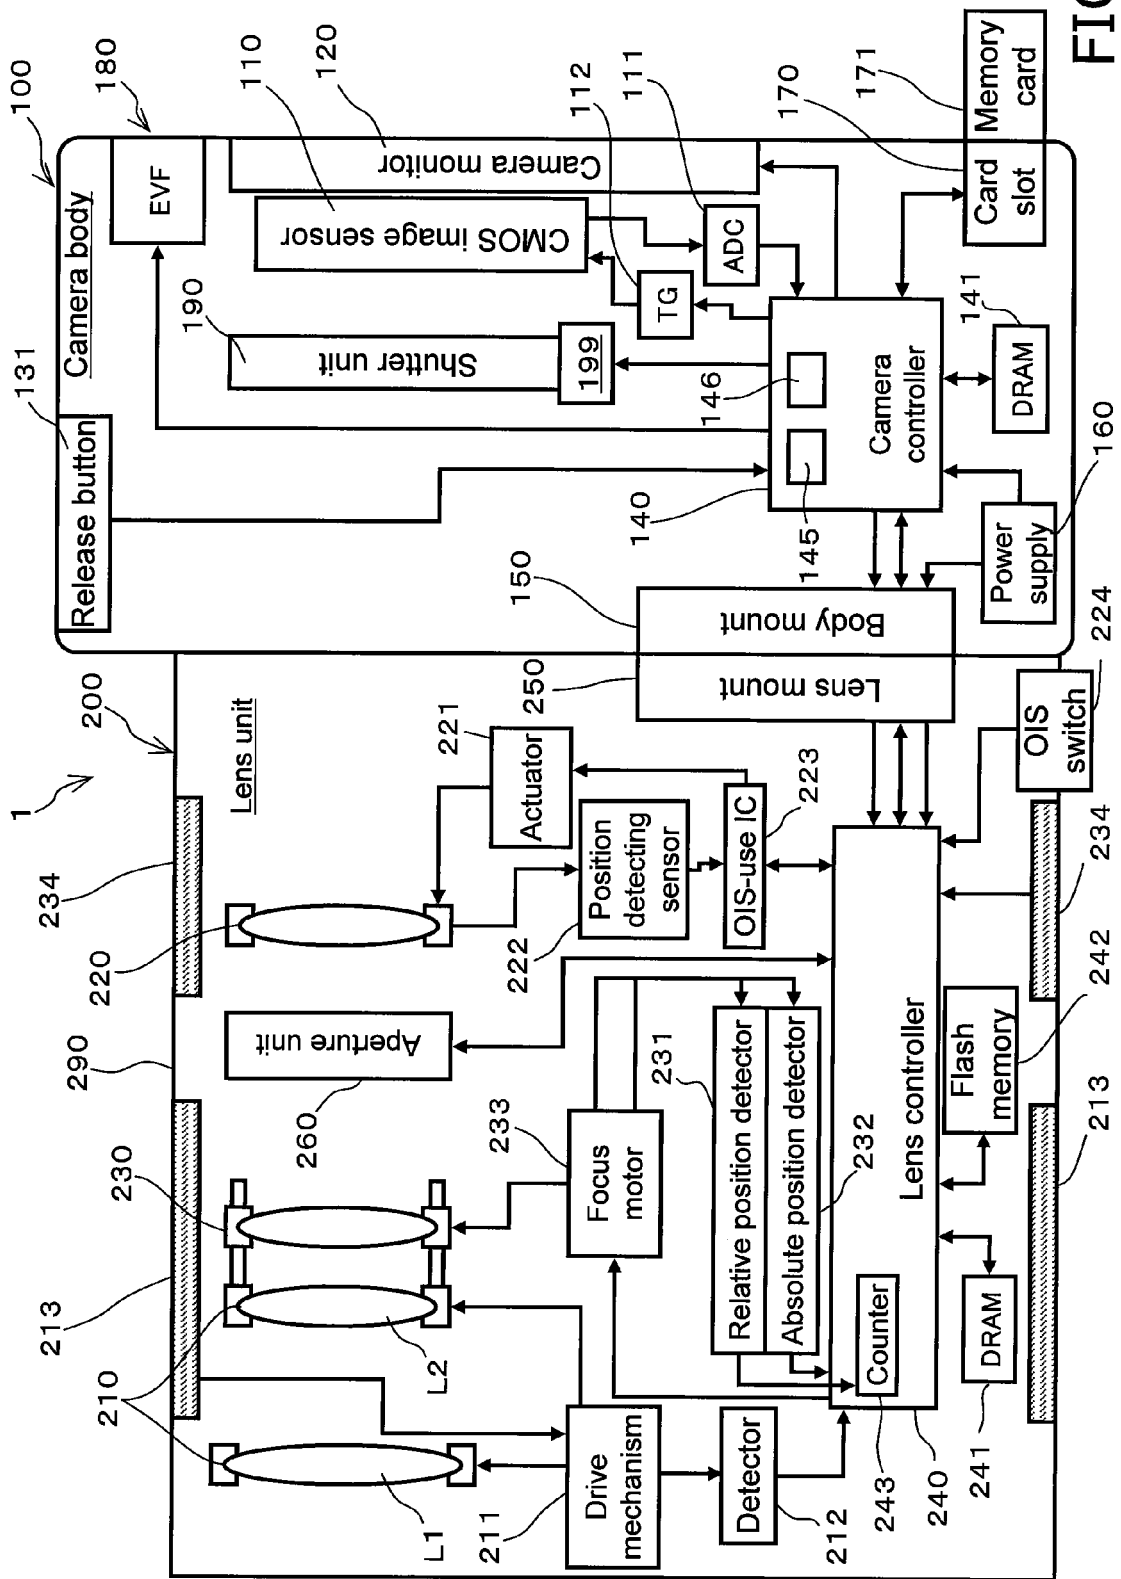 1
100
Camera body
200
Lens unit
131
Release button
180
EVF
110
120
112
111
Camera monitor
CMOS image sensor
ADC
TG
190
Shutter unit
199
170
171
Card
slot
Memory
card
146
145
140
Camera
controller
141
DRAM
160
Power
supply
150
Body mount
250
Lens mount
224
OIS
switch
221
Actuator
223
OIS-use IC
222
Position
detecting
sensor
234
220
290
Aperture unit
260
230
213
210
L2
L1
233
Focus
motor
231
Relative position detector
Absolute position detector
232
211
Drive
mechanism
Detector
212
Lens controller
Counter
243
240
241
DRAM
Flash
memory
242
234
213